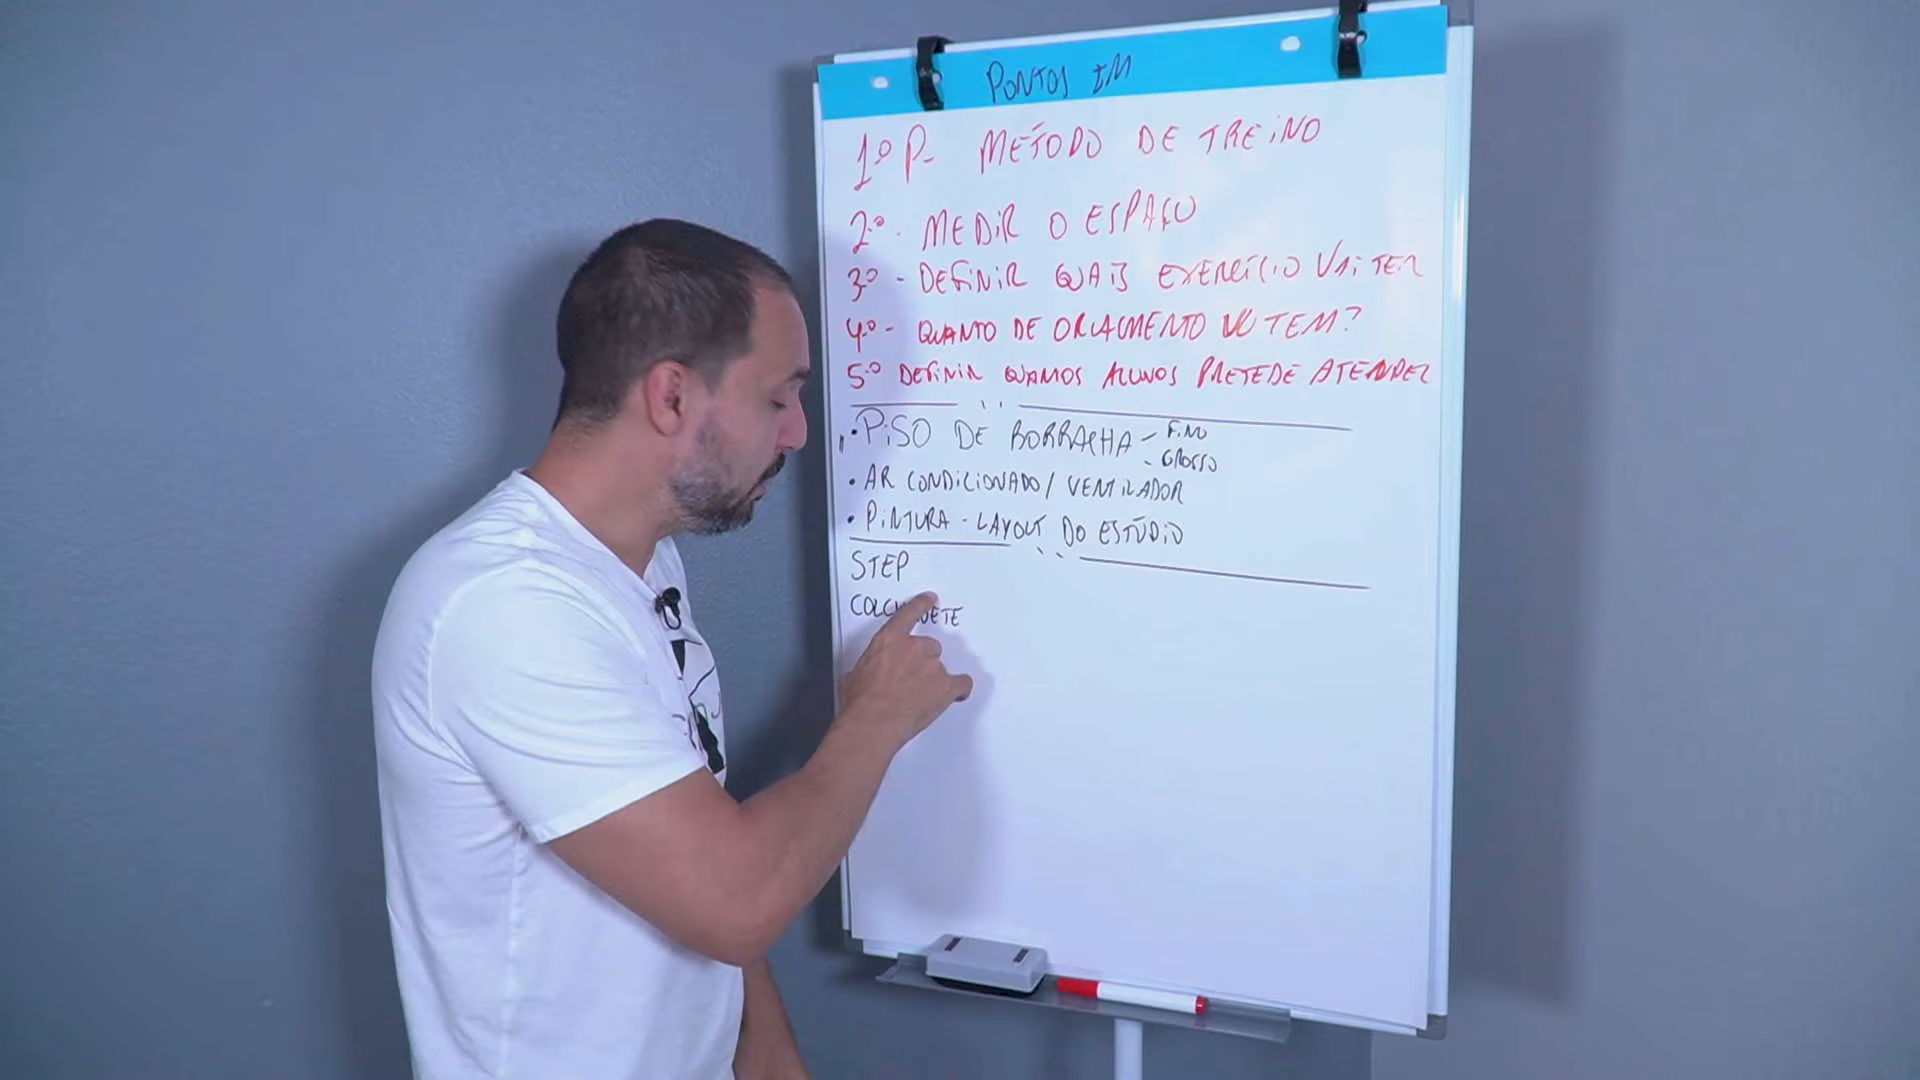 PONTOS IM
1º P- MÉTODO DE TREINO
2º - MEDIR O ESPAÇO
3º - DEFINIR QUAIS EXERCÍCIO VAI TER
4º - QUANTO DE ORÇAMENTO VC TEM?
5º DEFINIR QUANTOS ALUNOS PRETEDE ATENDER
• PISO DE BORRACHA - FINO
- GROSSO
• AR CONDICIONADO / VENTILADOR
• PINTURA - LAYOUT DO ESTÚDIO
STEP